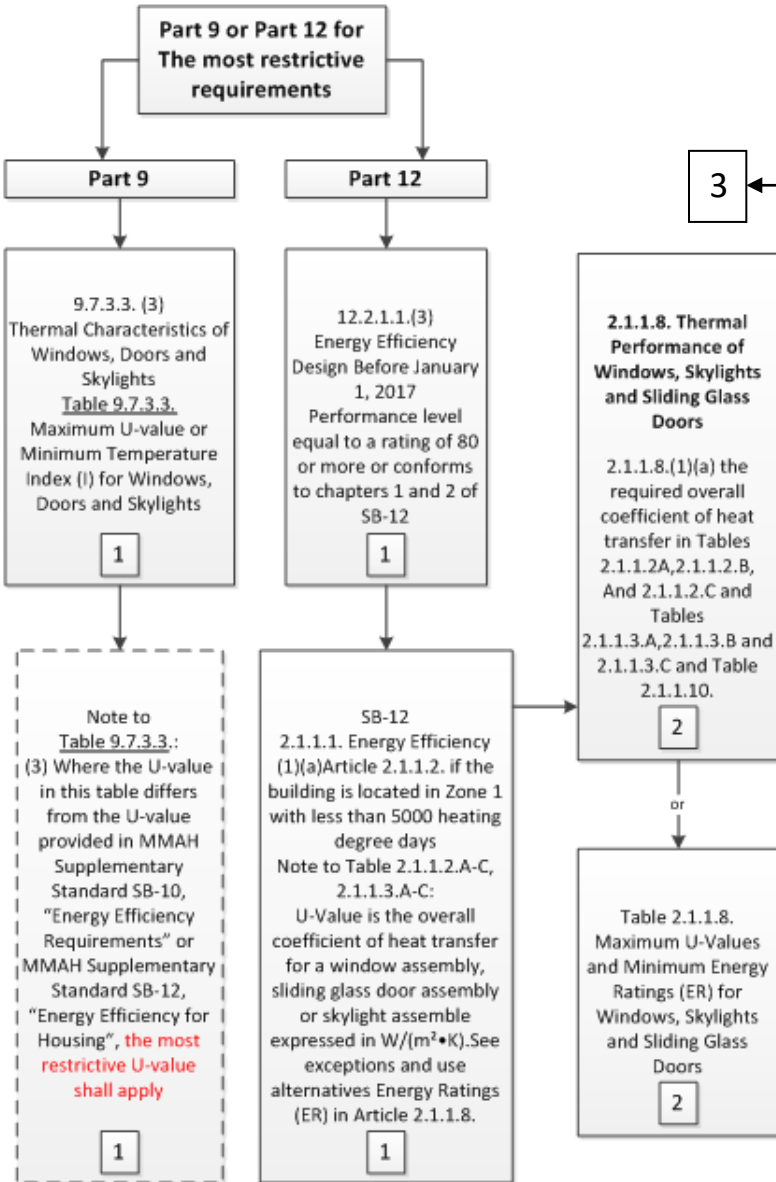 Part 9 or Part 12 for
The most restrictive
requirements
Part 9
Part 12
3
9.7.3.3. (3)
Thermal Characteristics of
Windows, Doors and
Skylights
Table 9.7.3.3.
Maximum U-value or
Minimum Temperature
Index (I) for Windows,
Doors and Skylights
1
12.2.1.1.(3)
Energy Efficiency
Design Before January
1, 2017
Performance level
equal to a rating of 80
or more or conforms
to chapters 1 and 2 of
SB-12
1
2.1.1.8. Thermal
Performance of
Windows, Skylights
and Sliding Glass
Doors
2.1.1.8.(1)(a) the
required overall
coefficient of heat
transfer in Tables
2.1.1.2A,2.1.1.2.B,
And 2.1.1.2.C and
Tables
2.1.1.3.A,2.1.1.3.B and
2.1.1.3.C and Table
2.1.1.10.
2
Note to
Table 9.7.3.3.:
(3) Where the U-value
in this table differs
from the U-value
provided in MMAH
Supplementary
Standard SB-10,
“Energy Efficiency
Requirements” or
MMAH Supplementary
Standard SB-12,
“Energy Efficiency for
Housing”, the most
restrictive U-value
shall apply
1
SB-12
2.1.1.1. Energy Efficiency
(1)(a)Article 2.1.1.2. if the
building is located in Zone 1
with less than 5000 heating
degree days
Note to Table 2.1.1.2.A-C,
2.1.1.3.A-C:
U-Value is the overall
coefficient of heat transfer
for a window assembly,
sliding glass door assembly
or skylight assemble
expressed in W/(m²•K).See
exceptions and use
alternatives Energy Ratings
(ER) in Article 2.1.1.8.
1
or
Table 2.1.1.8.
Maximum U-Values
and Minimum Energy
Ratings (ER) for
Windows, Skylights
and Sliding Glass
Doors
2